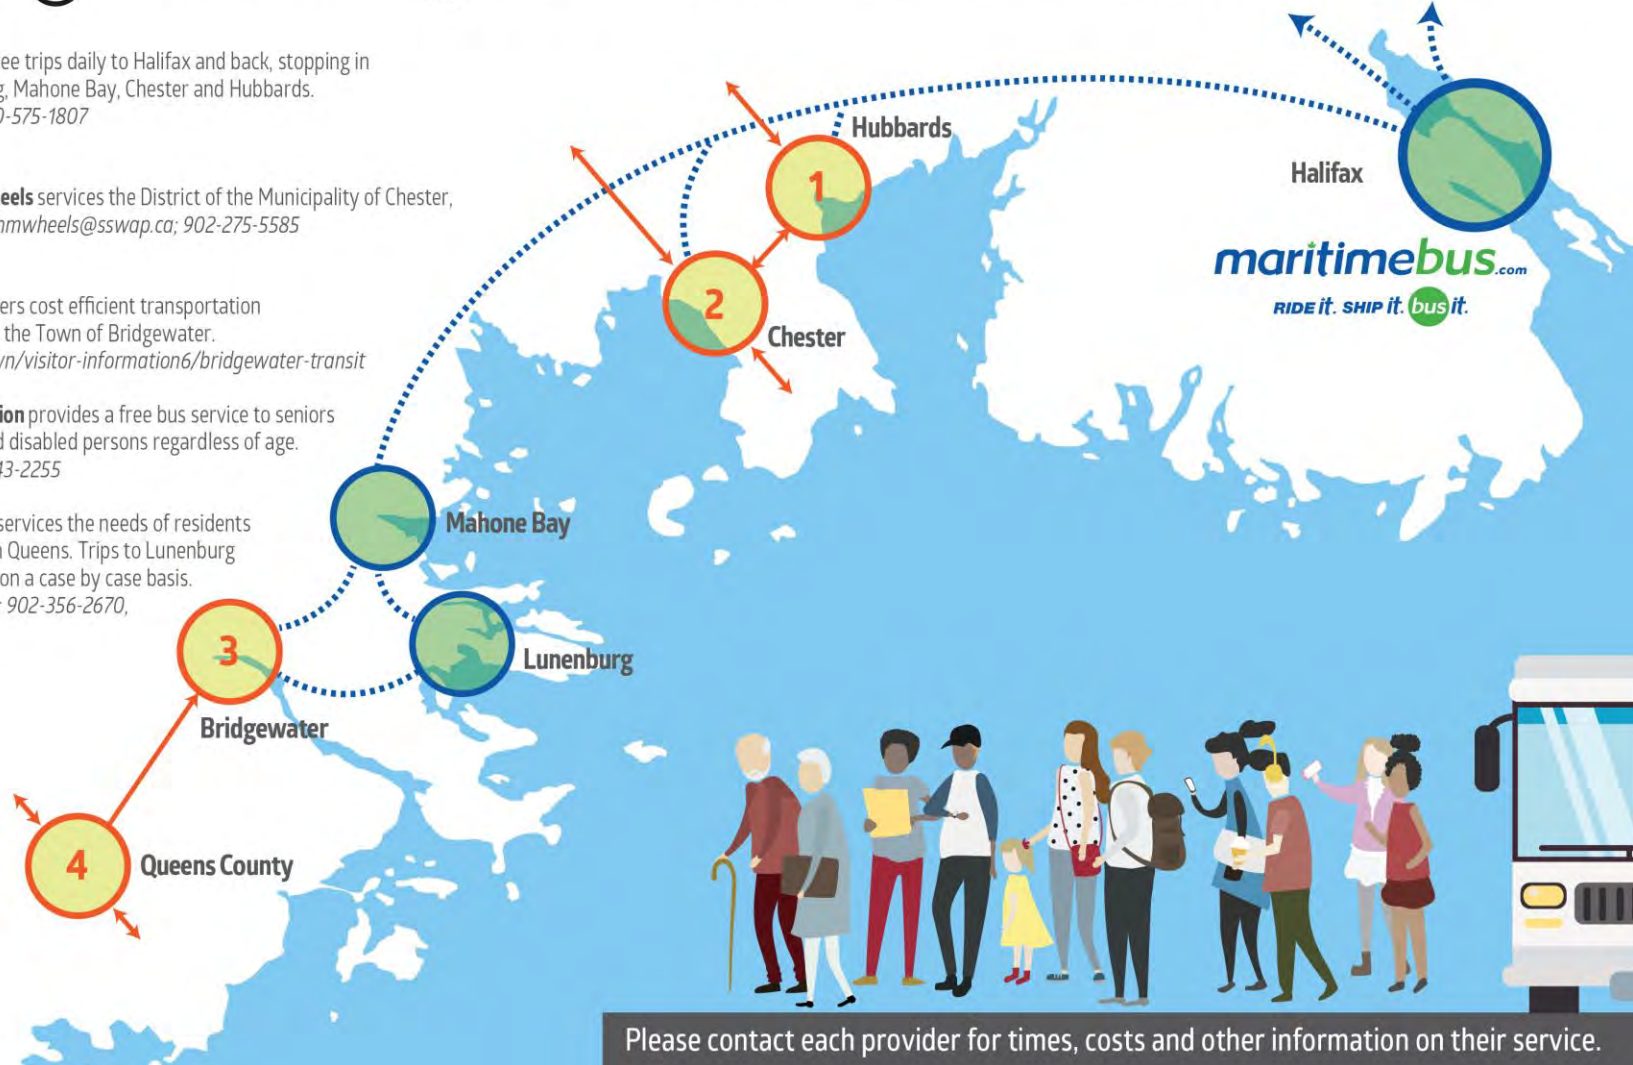 ee trips daily to Halifax and back, stopping in
g, Mahone Bay, Chester and Hubbards.
0-575-1807
eels services the District of the Municipality of Chester,
mmwheels@sswap.ca; 902-275-5585
ers cost efficient transportation
the Town of Bridgewater.
wn/visitor-information6/bridgewater-transit
ion provides a free bus service to seniors
d disabled persons regardless of age.
43-2255
services the needs of residents
n Queens. Trips to Lunenburg
on a case by case basis.
: 902-356-2670,
Hubbards
1
Halifax
maritimebus.com
RIDE it. SHIP it. bus it.
2
Chester
Mahone Bay
3
Lunenburg
Bridgewater
4
Queens County
Please contact each provider for times, costs and other information on their service.